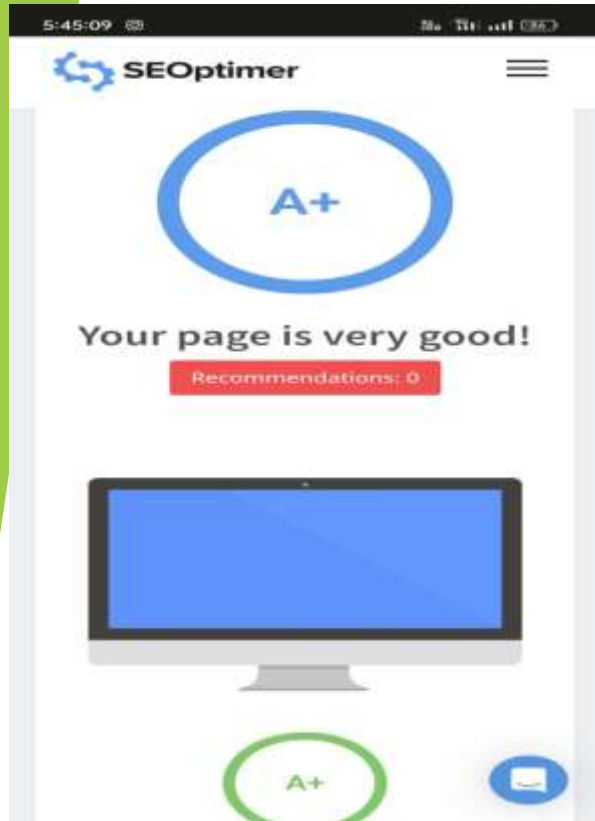 5:45:09
SEOptimer
A+
Your page is very good!
Recommendations: 0
A+